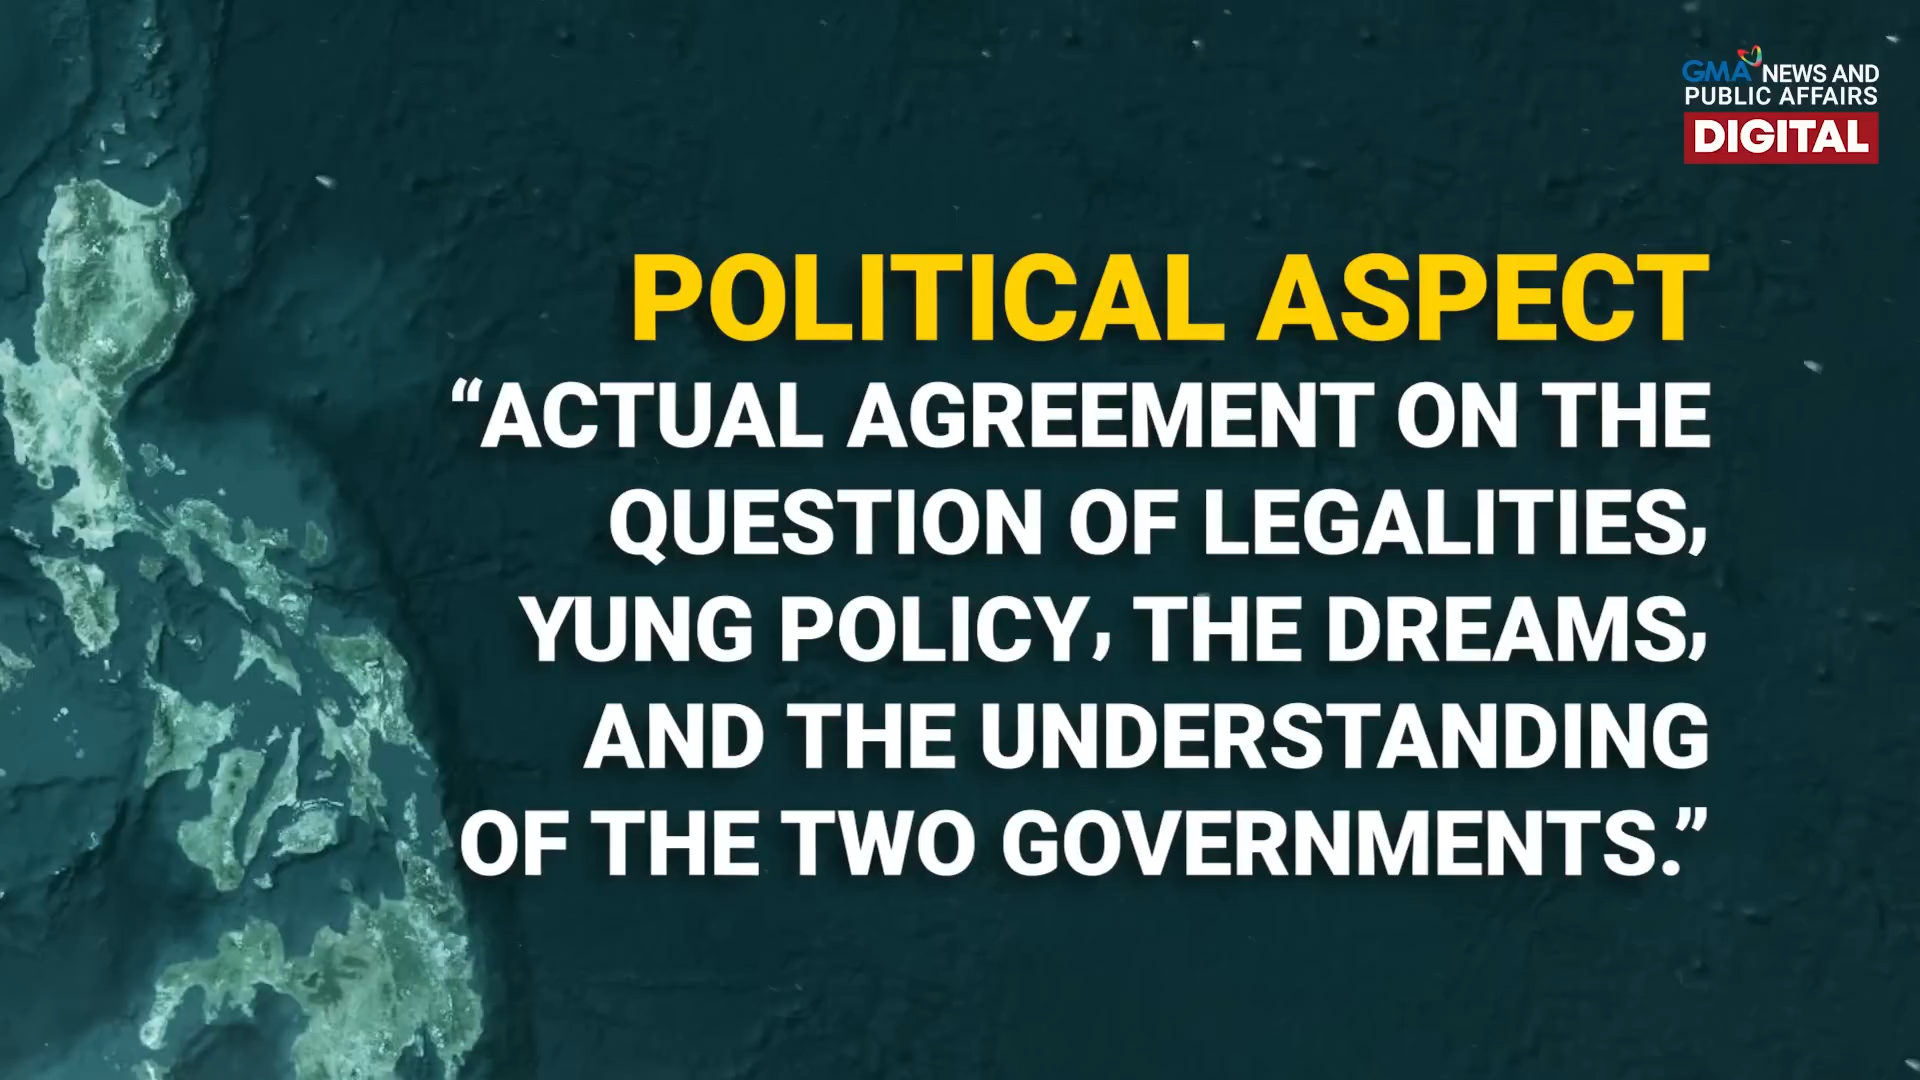 GMA NEWS AND
PUBLIC AFFAIRS
DIGITAL
POLITICAL ASPECT
“ACTUAL AGREEMENT ON THE
QUESTION OF LEGALITIES,
YUNG POLICY, THE DREAMS,
AND THE UNDERSTANDING
OF THE TWO GOVERNMENTS.”